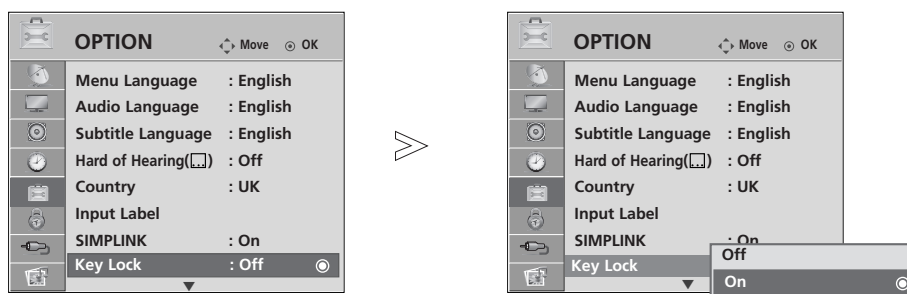 OPTION
Move OK
Menu Language : English
Audio Language : English
Subtitle Language : English
Hard of Hearing( ) : Off
Country : UK
Input Label
SIMPLINK : On
Key Lock : Off
OPTION
Move OK
Menu Language : English
Audio Language : English
Subtitle Language : English
Hard of Hearing( ) : Off
Country : UK
Input Label
SIMPLINK : On
Key Lock
Off
On